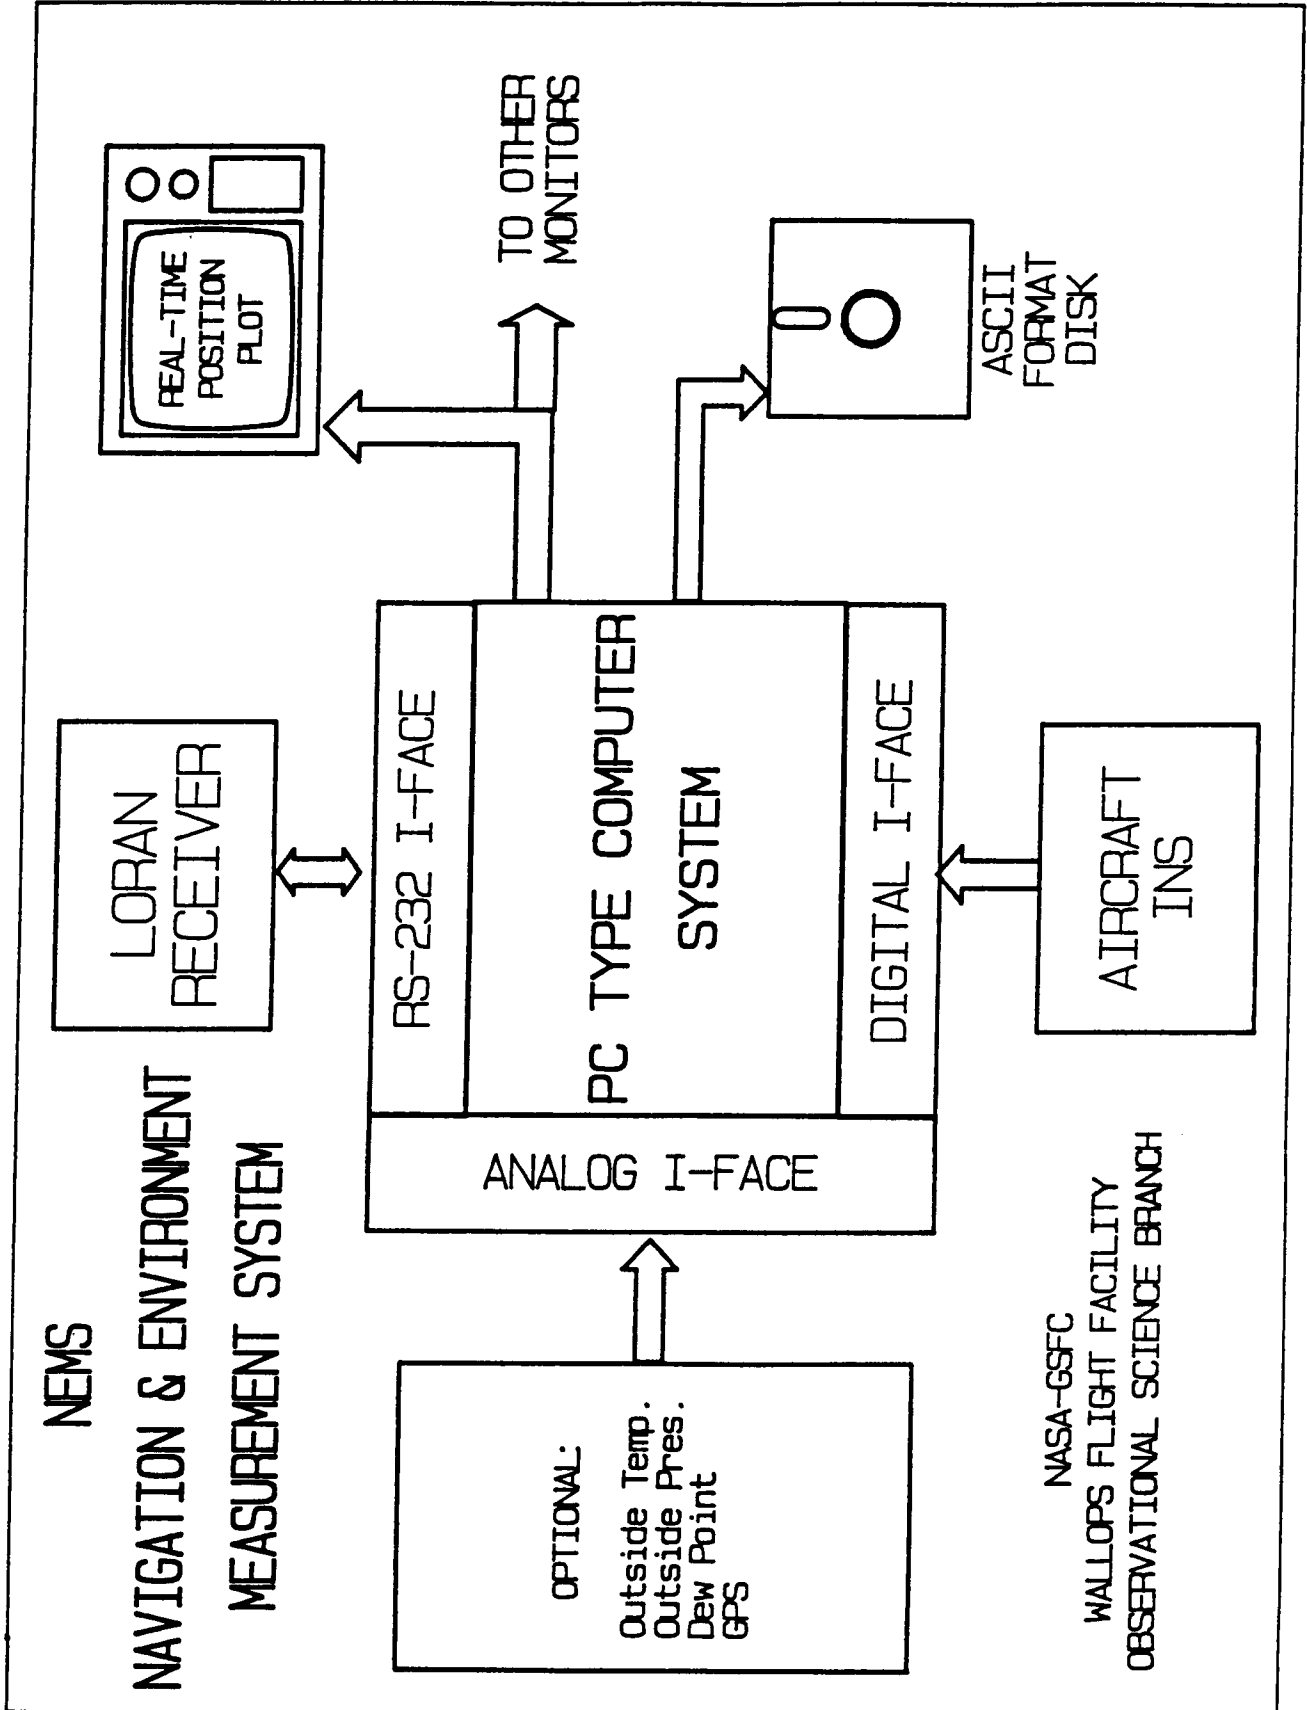 NEMS
NAVIGATION & ENVIRONMENT
MEASUREMENT SYSTEM
LORAN
RECEIVER
REAL-TIME
POSITION
PLOT
TO OTHER
MONITORS
RS-232 I-FACE
PC TYPE COMPUTER
SYSTEM
ANALOG I-FACE
DIGITAL I-FACE
OPTIONAL:
Outside Temp.
Outside Pres.
Dew Point
GPS
ASCII
FORMAT
DISK
AIRCRAFT
INS
NASA-GSFC
WALLOPS FLIGHT FACILITY
OBSERVATIONAL SCIENCE BRANCH